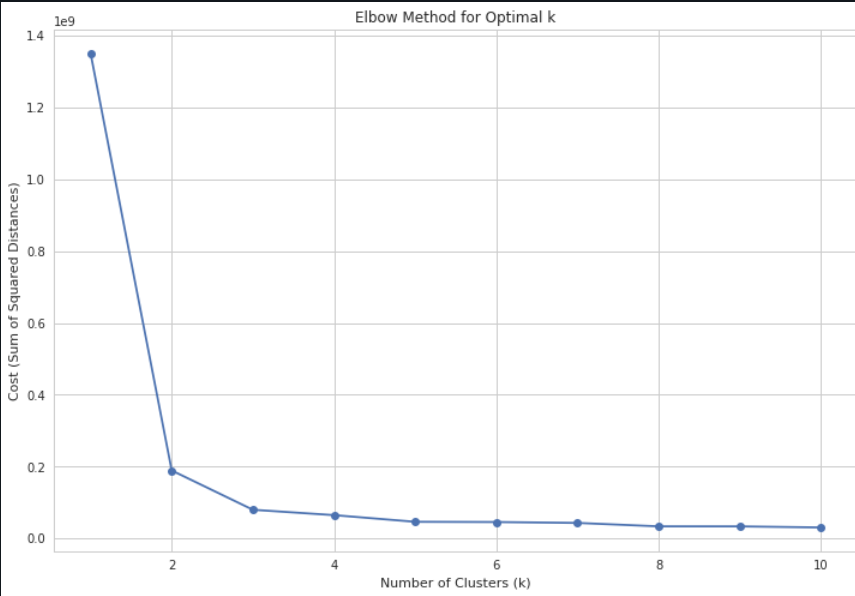 Elbow Method for Optimal k
1e9
1.4
1.2
1.0
0.8
0.6
0.4
0.2
0.0
Cost (Sum of Squared Distances)
2 4 6 8 10
Number of Clusters (k)